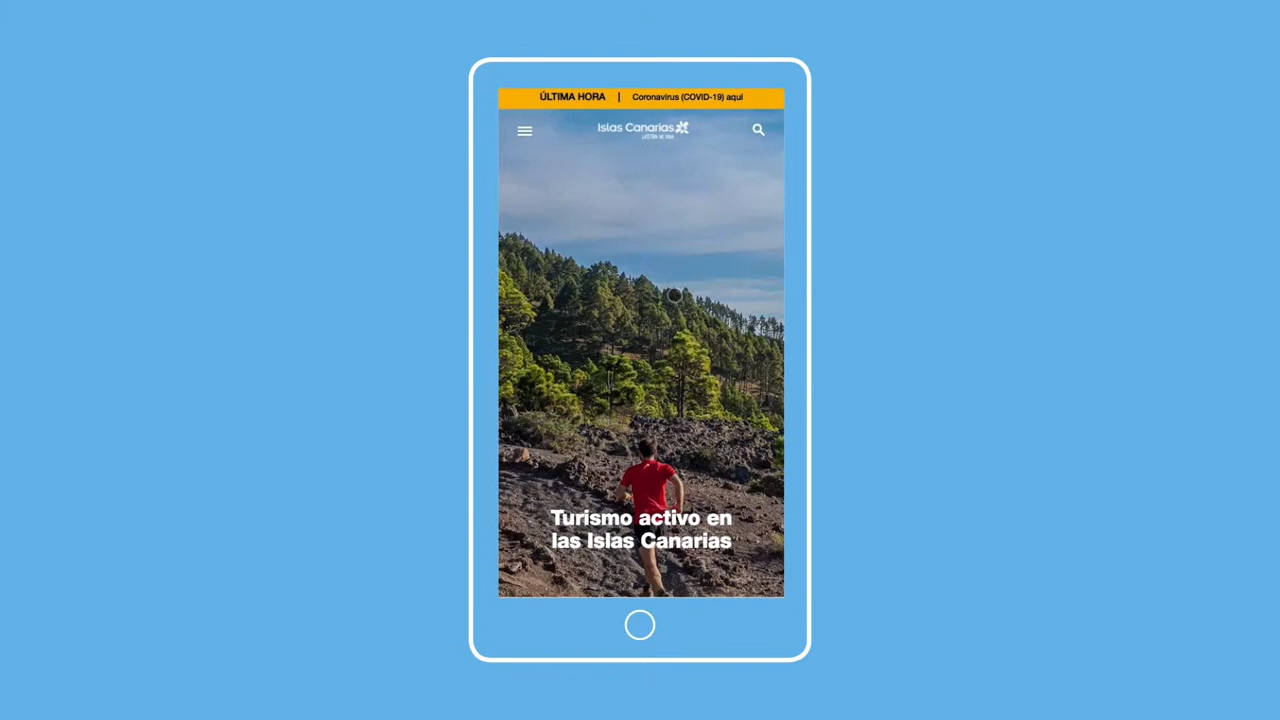 ÚLTIMA HORA | Coronavirus (COVID-19) aquí
Islas Canarias
Turismo activo en
las Islas Canarias